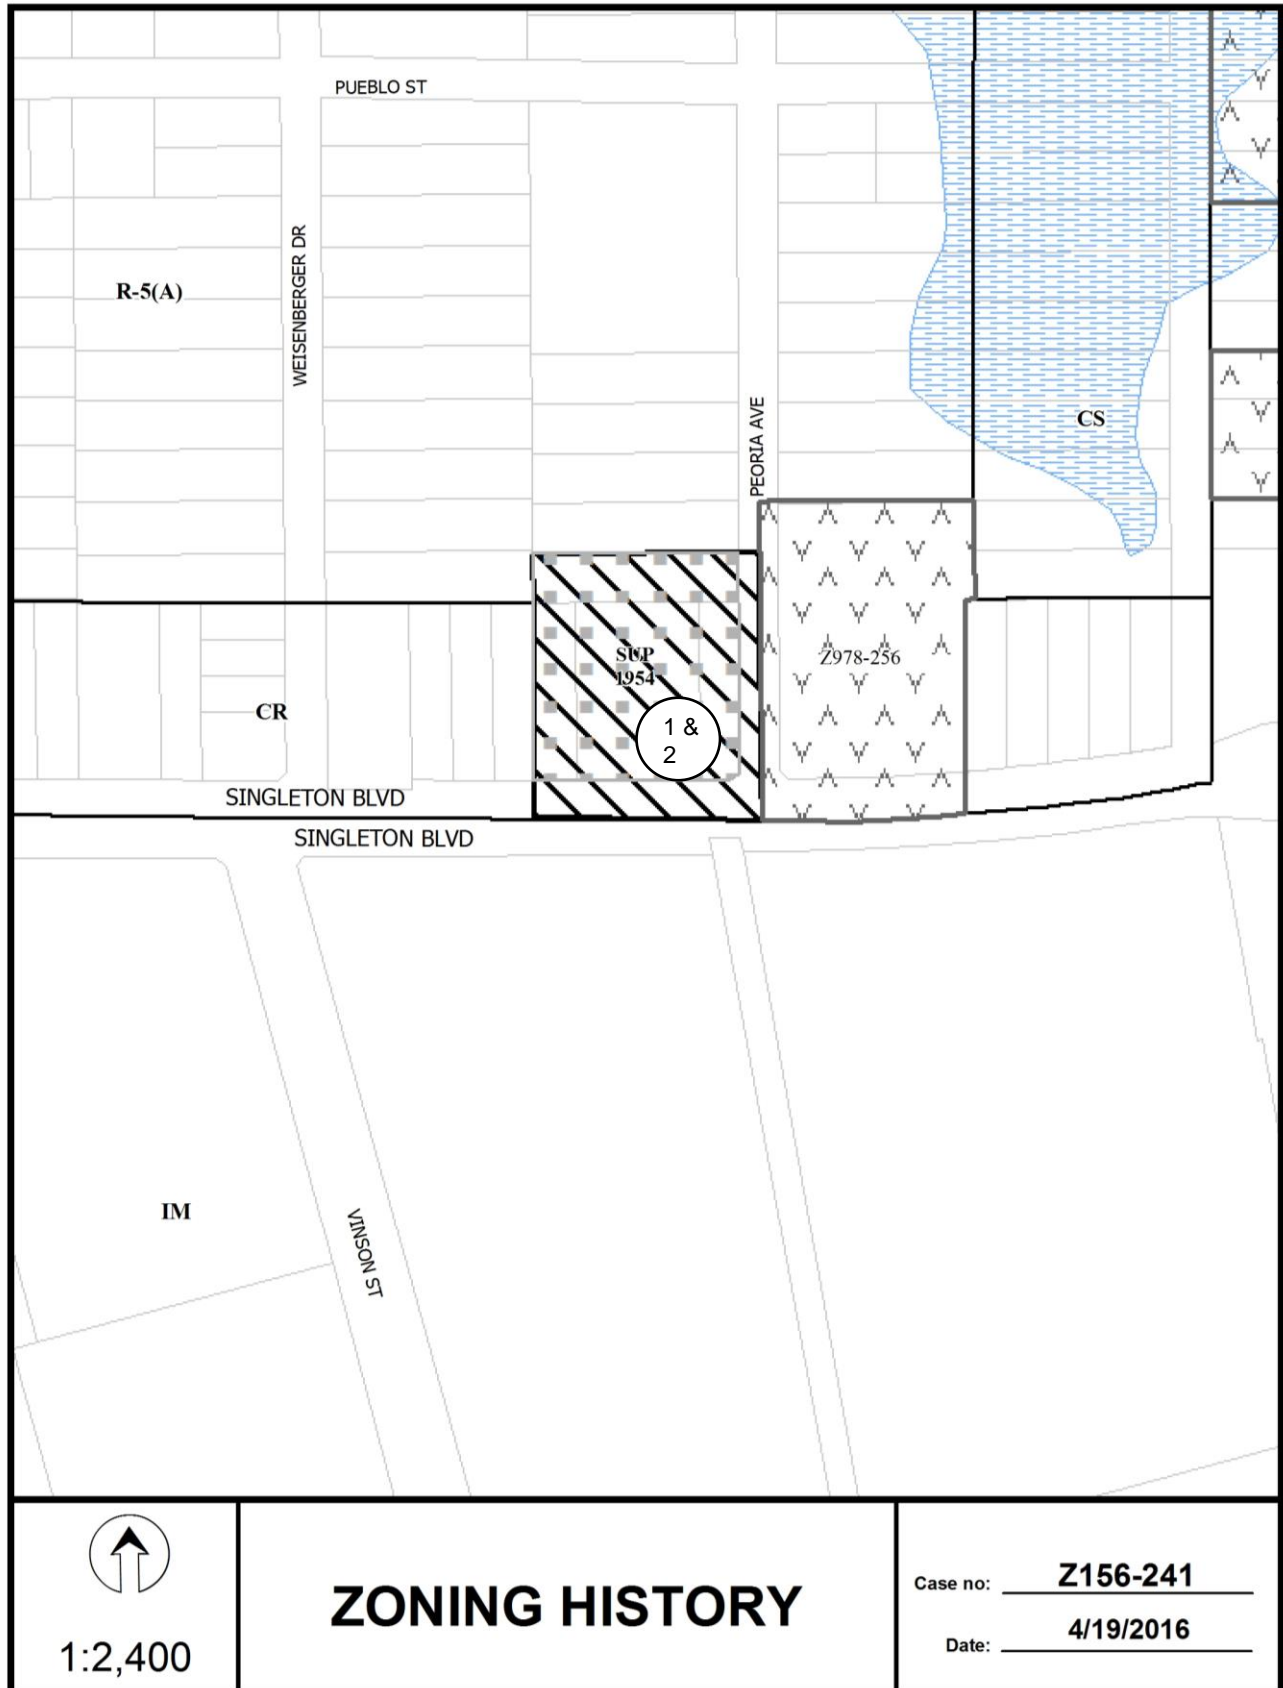 PUEBLO ST
WEISENBERGER DR
R-5(A)
PEORIA AVE
CS
SUP
1954
Z978-256
CR
1 &
2
SINGLETON BLVD
SINGLETON BLVD
IM
VINSON ST
1:2,400
ZONING HISTORY
Case no: Z156-241
Date: 4/19/2016